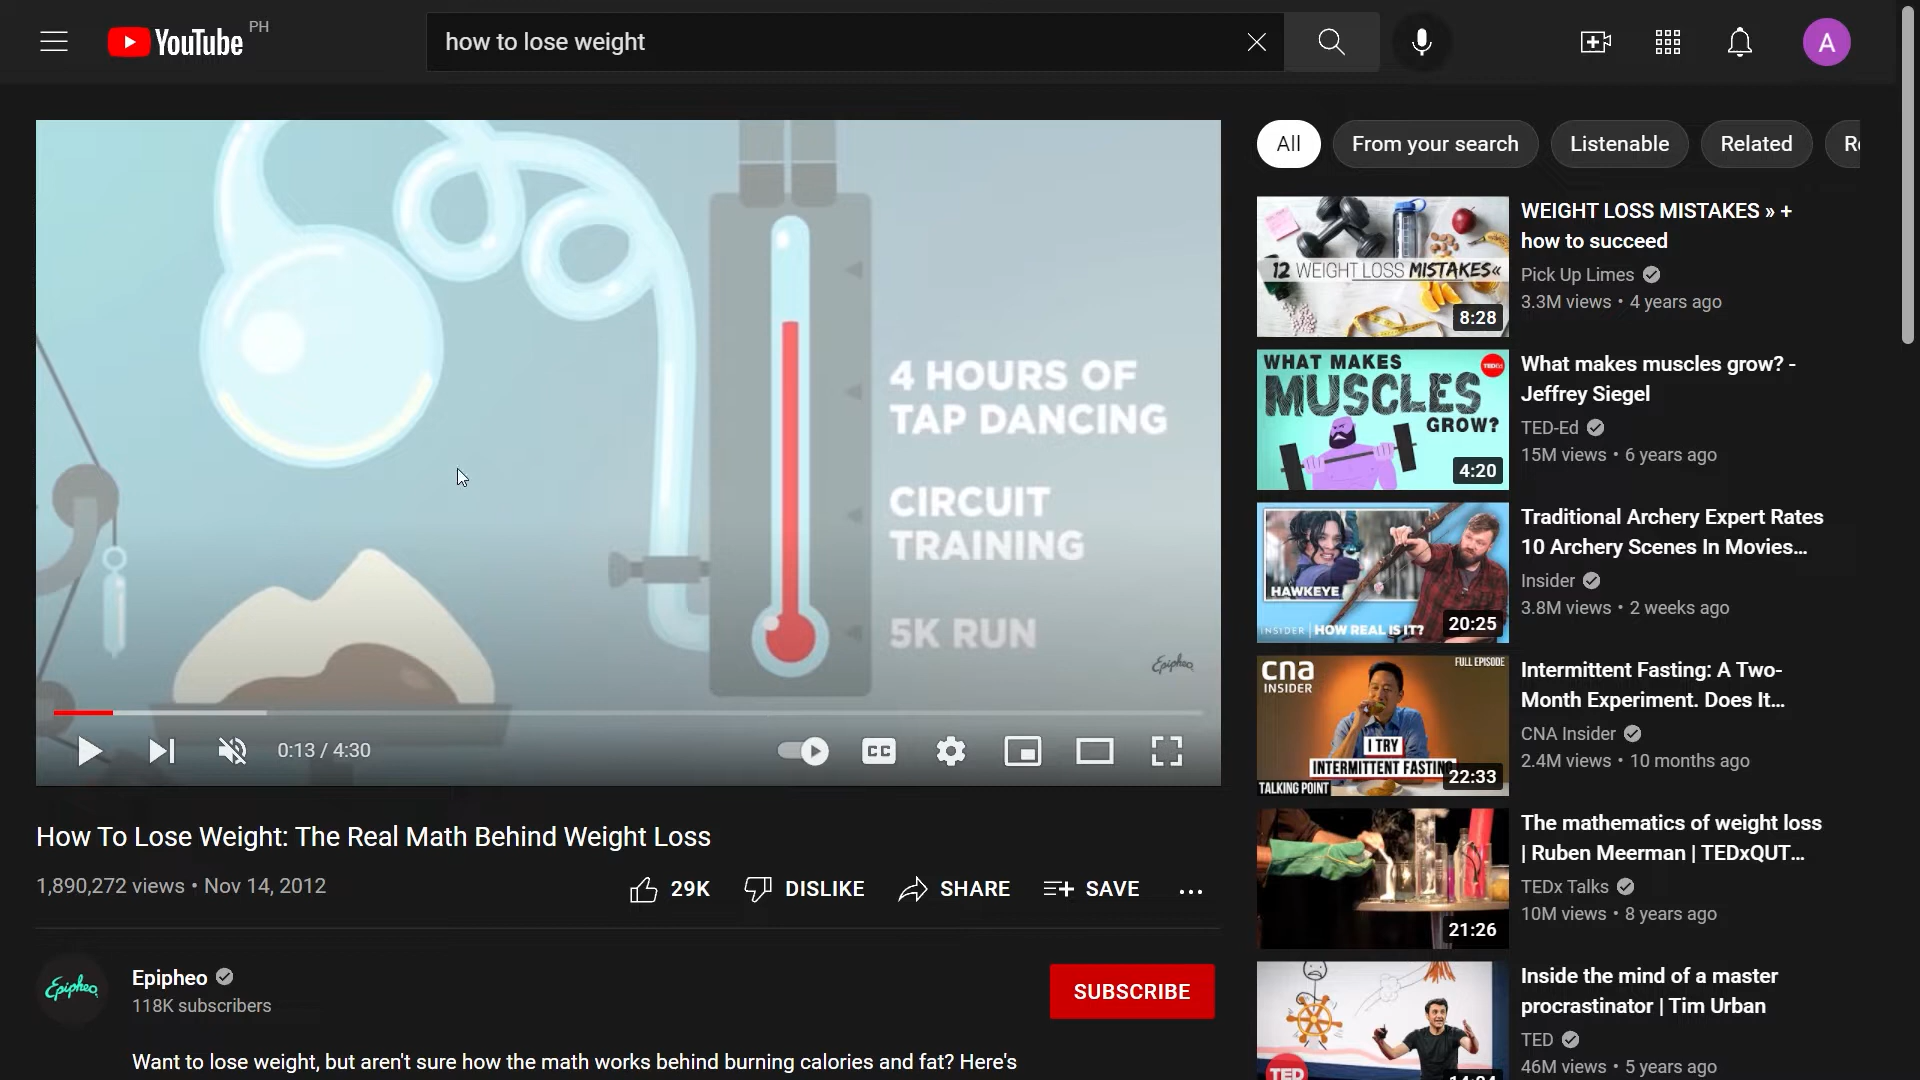 YouTube PH
how to lose weight
A
4 HOURS OF
TAP DANCING
CIRCUIT
TRAINING
5K RUN
Epipheo
0:13 / 4:30
CC
How To Lose Weight: The Real Math Behind Weight Loss
1,890,272 views • Nov 14, 2012
29K DISLIKE SHARE SAVE ...
Epipheo
Epipheo
118K subscribers
SUBSCRIBE
Want to lose weight, but aren't sure how the math works behind burning calories and fat? Here's
All From your search Listenable Related
12 WEIGHT LOSS MISTAKES«
8:28
WEIGHT LOSS MISTAKES » +
how to succeed
Pick Up Limes
3.3M views • 4 years ago
WHAT MAKES
MUSCLES
GROW?
TED-Ed
4:20
What makes muscles grow? -
Jeffrey Siegel
TED-Ed
15M views • 6 years ago
HAWKEYE
INSIDER | HOW REAL IS IT?
20:25
Traditional Archery Expert Rates
10 Archery Scenes In Movies...
Insider
3.8M views • 2 weeks ago
cna
INSIDER
FULL EPISODE
I TRY
INTERMITTENT FASTING
TALKING POINT
22:33
Intermittent Fasting: A Two-
Month Experiment. Does It...
CNA Insider
2.4M views • 10 months ago
21:26
The mathematics of weight loss
| Ruben Meerman | TEDxQUT...
TEDx Talks
10M views • 8 years ago
TED
Inside the mind of a master
procrastinator | Tim Urban
TED
46M views • 5 years ago